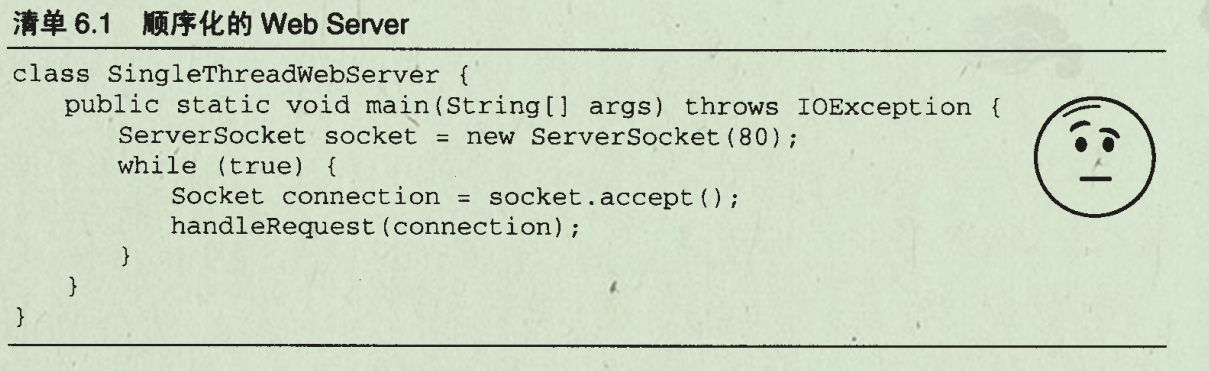 清单 6.1 顺序化的 Web Server
class SingleThreadWebServer {
public static void main(String[] args) throws IOException {
ServerSocket socket = new ServerSocket(80);
while (true) {
Socket connection = socket.accept();
handleRequest(connection);
}
}
}